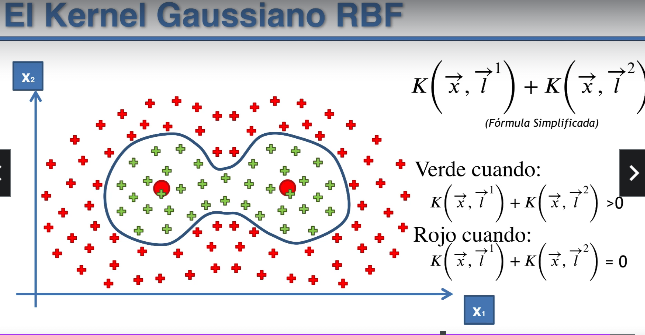 El Kernel Gaussiano RBF
X₂
K(x⃗, l⃗¹) + K(x⃗, l⃗²)
(Fórmula Simplificada)
Verde cuando:
K(x⃗, l⃗¹) + K(x⃗, l⃗²) >0
Rojo cuando:
K(x⃗, l⃗¹) + K(x⃗, l⃗²) = 0
X₁